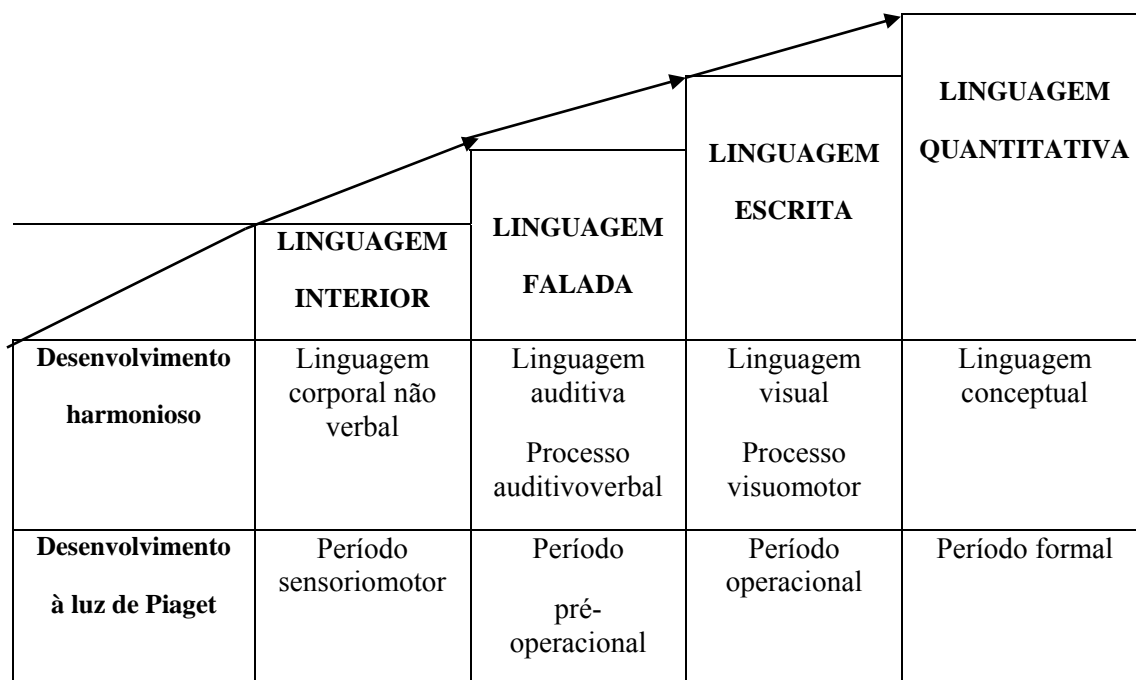 LINGUAGEM
INTERIOR
LINGUAGEM
FALADA
LINGUAGEM
ESCRITA
LINGUAGEM
QUANTITATIVA
Desenvolvimento
harmonioso
Linguagem
corporal não
verbal
Linguagem
auditiva
Processo
auditivoverbal
Linguagem
visual
Processo
visuomotor
Linguagem
conceptual
Desenvolvimento
à luz de Piaget
Período
sensoriomotor
Período
pré-
operacional
Período
operacional
Período formal